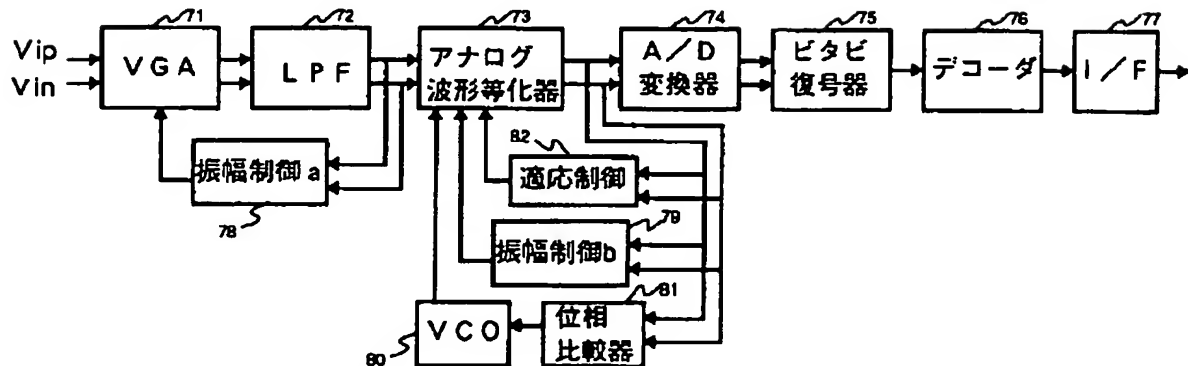 71
72
73
74
75
76
77
Vip
Vin
VGA
LPF
アナログ
波形等化器
A/D
変換器
ビタビ
復号器
デコーダ
I/F
82
振幅制御a
適応制御
78
79
振幅制御b
81
VCO
位相
比較器
80